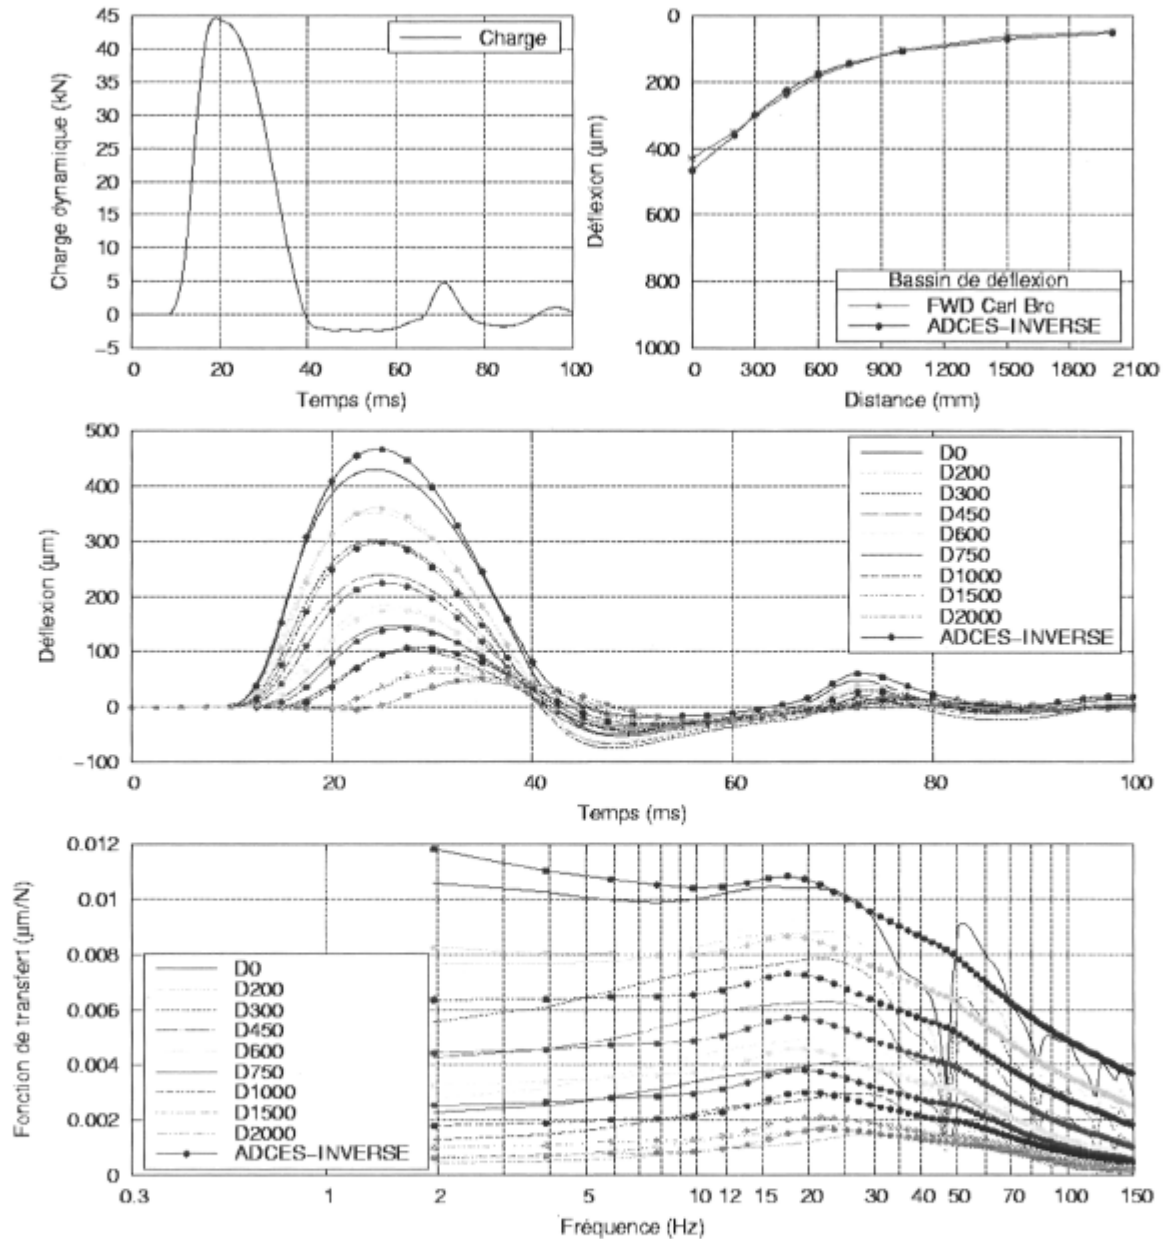 Charge
Charge dynamique (kN)
45
40
35
30
25
20
15
10
5
0
−5
0 20 40 60 80 100
Temps (ms)
Déflexion (µm)
0
200
400
600
800
1000
Bassin de déflexion
FWD Carl Bro
ADCES−INVERSE
0 300 600 900 1200 1500 1800 2100
Distance (mm)
Déflexion (µm)
500
400
300
200
100
0
−100
D0
D200
D300
D450
D600
D750
D1000
D1500
D2000
ADCES−INVERSE
0 20 40 60 80 100
Temps (ms)
Fonction de transfert (µm/N)
0.012
0.01
0.008
0.006
0.004
0.002
0
D0
D200
D300
D450
D600
D750
D1000
D1500
D2000
ADCES−INVERSE
0.3 1 2 5 10 12 15 20 30 40 50 70 100 150
Fréquence (Hz)